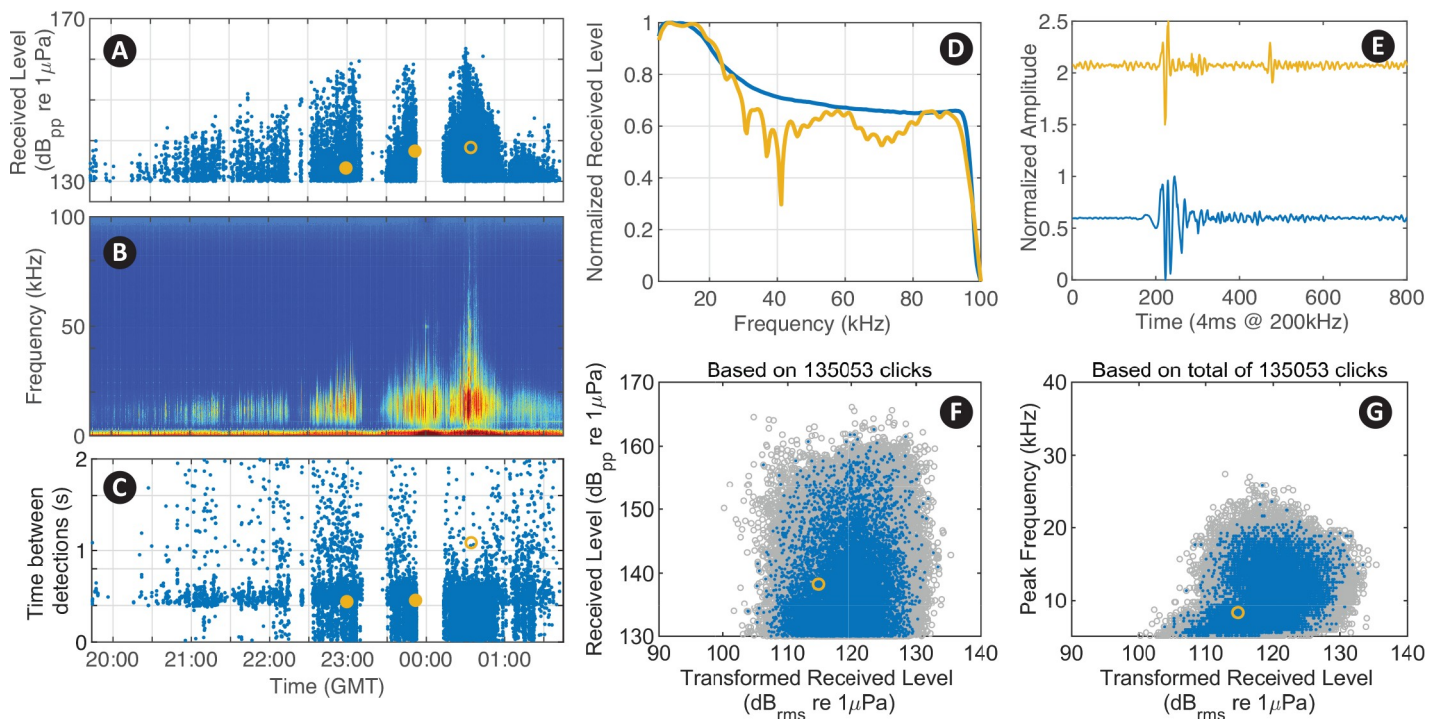 A
170
130
Received Level
(dBpp re 1μPa)
B
100
50
0
Frequency (kHz)
C
2
1
0
Time between
detections (s)
20:00 21:00 22:00 23:00 00:00 01:00
Time (GMT)
D
1
0.8
0.6
0.4
0.2
0
Normalized Received Level
20 40 60 80 100
Frequency (kHz)
E
2.5
2
1.5
1
0.5
0
Normalized Amplitude
0 200 400 600 800
Time (4ms @ 200kHz)
Based on 135053 clicks
F
170
160
150
140
130
Received Level (dBpp re 1μPa)
90 100 110 120 130 140
Transformed Received Level
(dBrms re 1μPa)
Based on total of 135053 clicks
G
40
30
20
10
Peak Frequency (kHz)
90 100 110 120 130 140
Transformed Received Level
(dBrms re 1μPa)